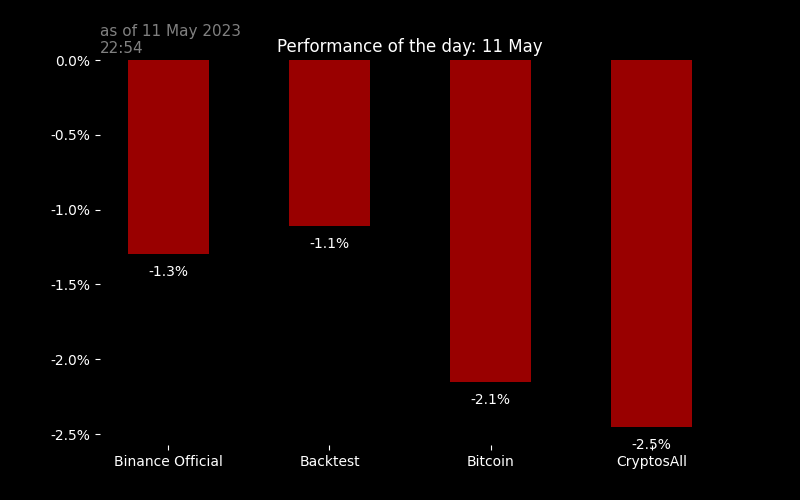 as of 11 May 2023
22:54
Performance of the day: 11 May
0.0%
-0.5%
-1.0%
-1.5%
-2.0%
-2.5%
-1.3%
-1.1%
-2.1%
-2.5%
Binance Official
Backtest
Bitcoin
CryptosAll